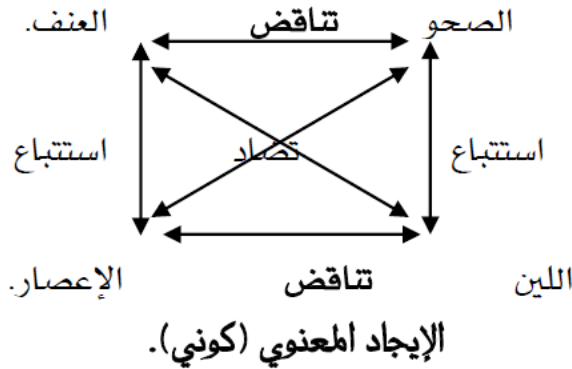 الصحو تناقض العنف.
استتباع تضاد استتباع
اللين تناقض الإعصار.
الإيجاد المعنوي (كوني).